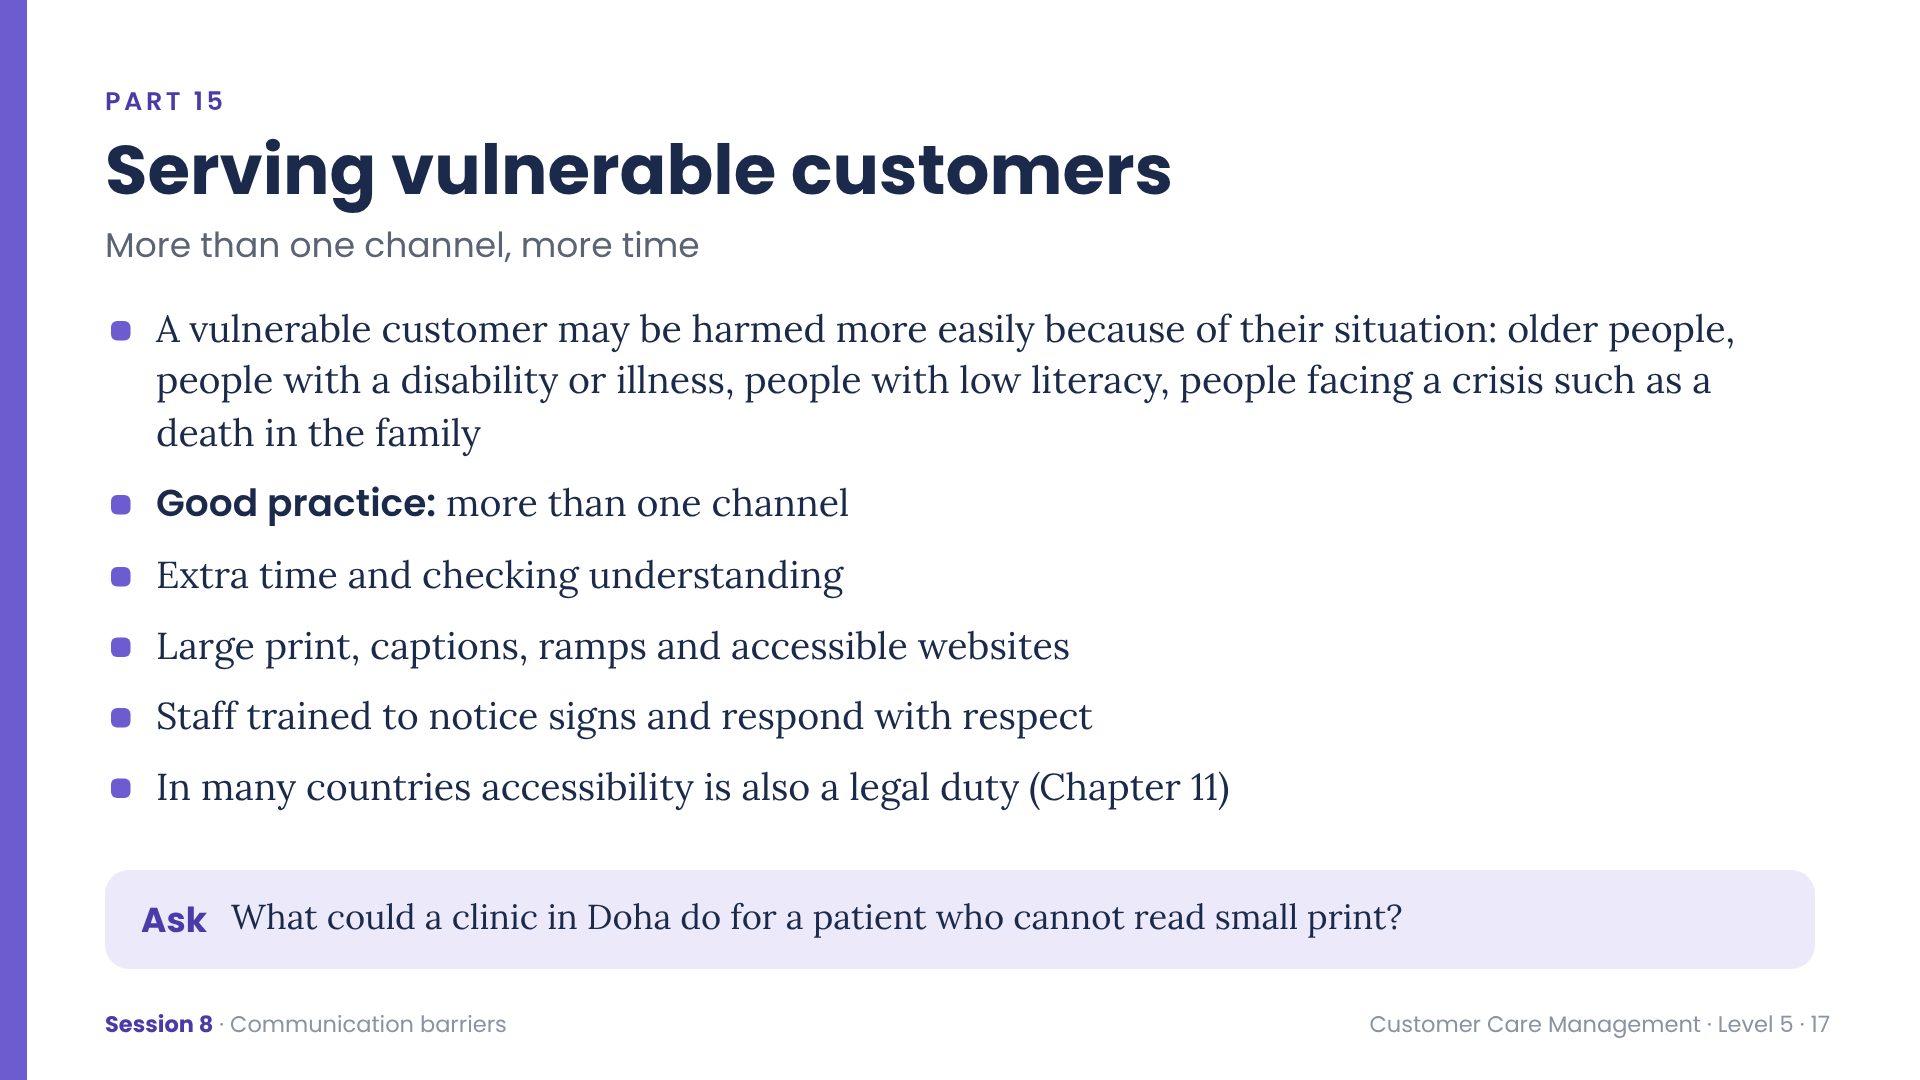 PART 15
Serving vulnerable customers
More than one channel, more time
A vulnerable customer may be harmed more easily because of their situation: older people,
people with a disability or illness, people with low literacy, people facing a crisis such as a
death in the family
Good practice: more than one channel
Extra time and checking understanding
Large print, captions, ramps and accessible websites
Staff trained to notice signs and respond with respect
In many countries accessibility is also a legal duty (Chapter 11)
Ask What could a clinic in Doha do for a patient who cannot read small print?
Session 8 · Communication barriers
Customer Care Management · Level 5 · 17